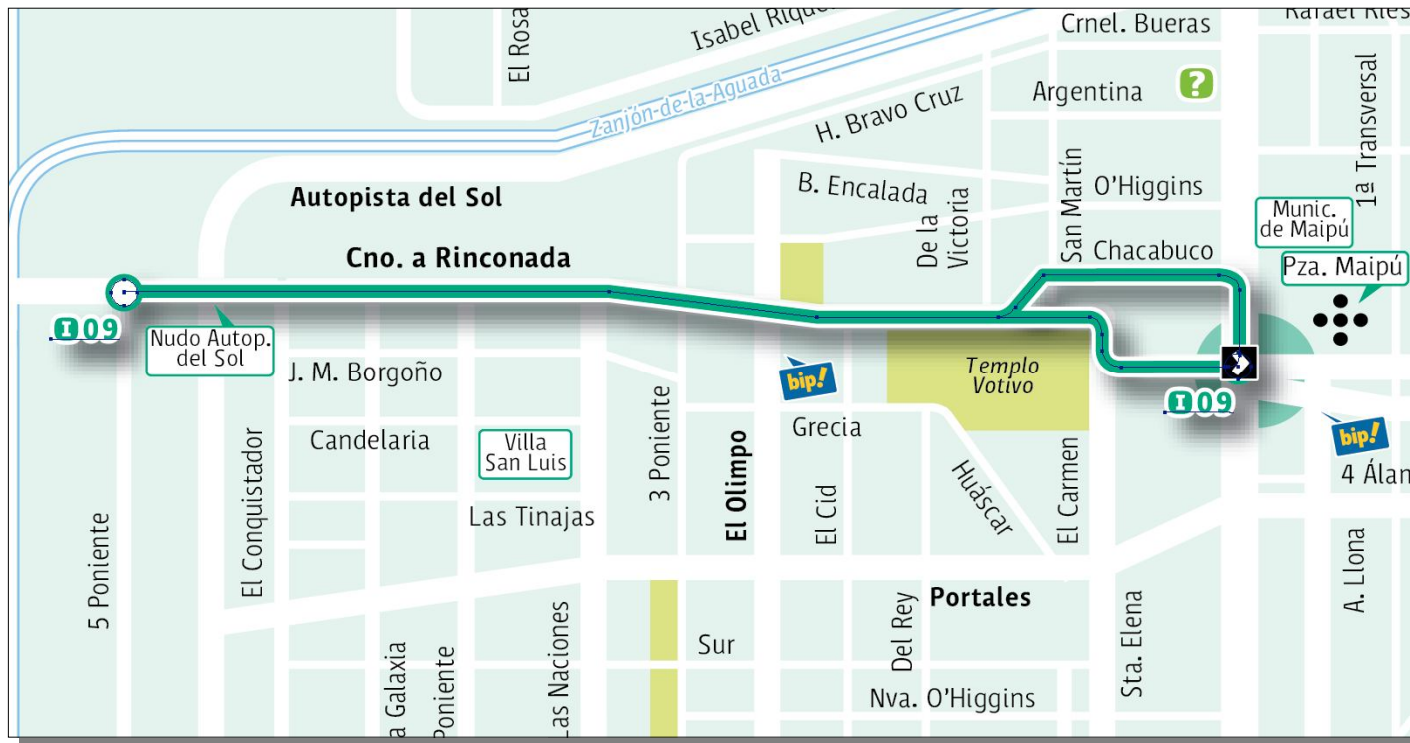 El Rosa
Isabel Rique
Crnel. Bueras
Rafael Ries
Zanjón de la Aguada
Argentina
?
H. Bravo Cruz
1ª Transversal
B. Encalada
San Martín
O'Higgins
De la
Victoria
Munic.
de Maipú
Autopista del Sol
Chacabuco
Pza. Maipú
Cno. a Rinconada
I 09
Nudo Autop.
del Sol
J. M. Borgoño
bip!
Templo
Votivo
I 09
bip!
Candelaria
Villa
San Luis
Grecia
4 Álan
Las Tinajas
5 Poniente
El Conquistador
3 Poniente
El Olimpo
El Cid
Huáscar
El Carmen
A. Llona
Portales
a Galaxia
Poniente
Las Naciones
Sur
Del Rey
Nva. O'Higgins
Sta. Elena